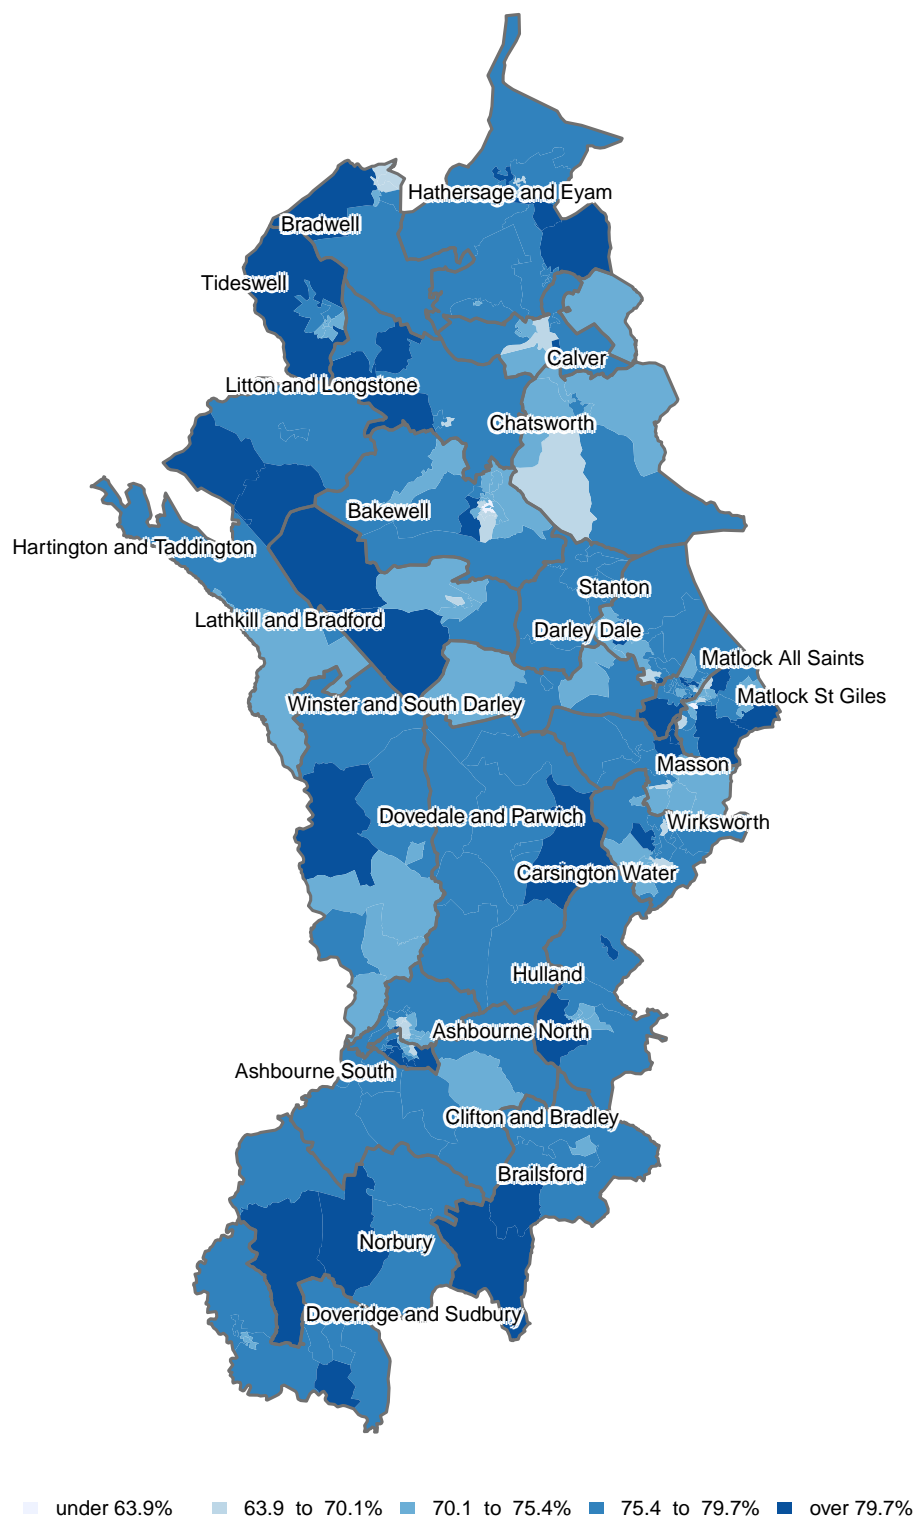 Hathersage and Eyam
Bradwell
Tideswell
Calver
Litton and Longstone
Chatsworth
Bakewell
Hartington and Taddington
Stanton
Lathkill and Bradford
Darley Dale
Matlock All Saints
Matlock St Giles
Winster and South Darley
Masson
Dovedale and Parwich
Wirksworth
Carsington Water
Hulland
Ashbourne North
Ashbourne South
Clifton and Bradley
Brailsford
Norbury
Doveridge and Sudbury
under 63.9% 63.9 to 70.1% 70.1 to 75.4% 75.4 to 79.7% over 79.7%